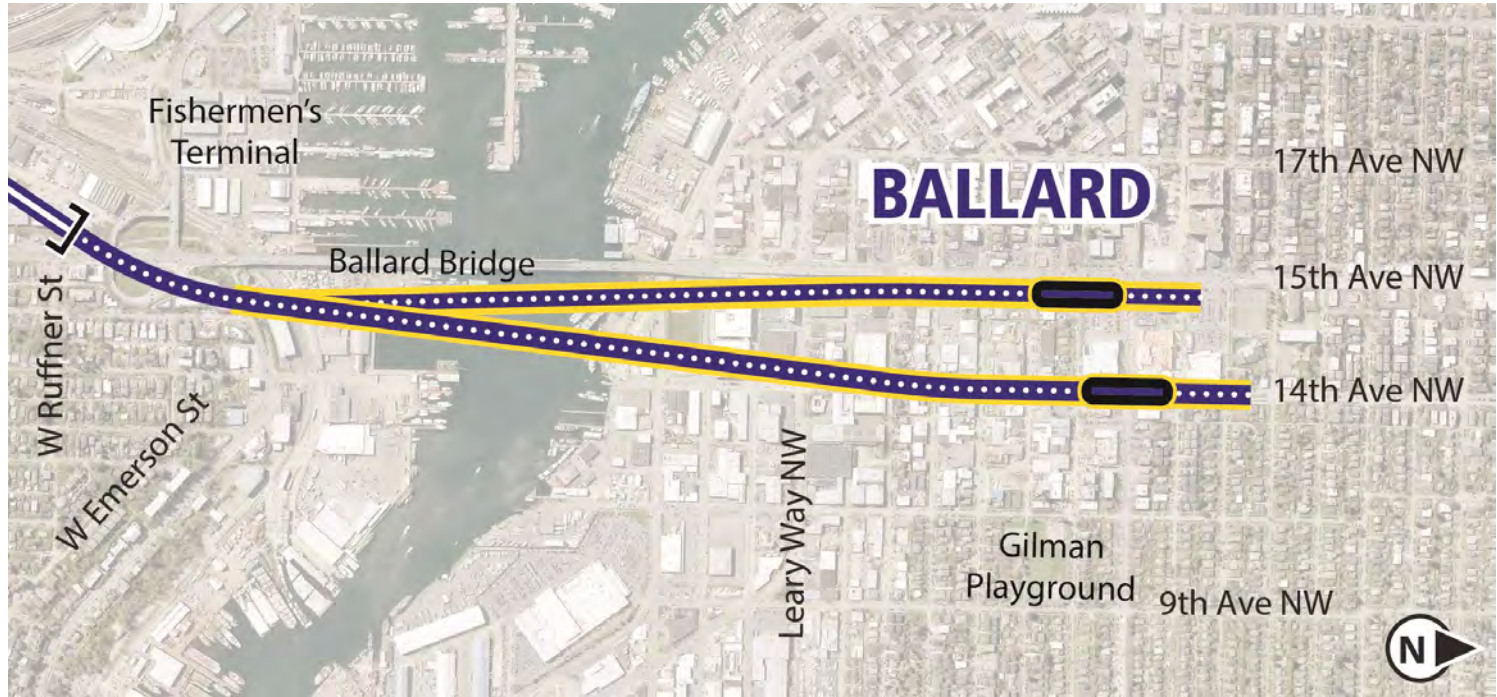 Fishermen's
Terminal
17th Ave NW
BALLARD
Ballard Bridge
15th Ave NW
W Ruffner St
14th Ave NW
W Emerson St
Leary Way NW
Gilman
Playground
9th Ave NW
N